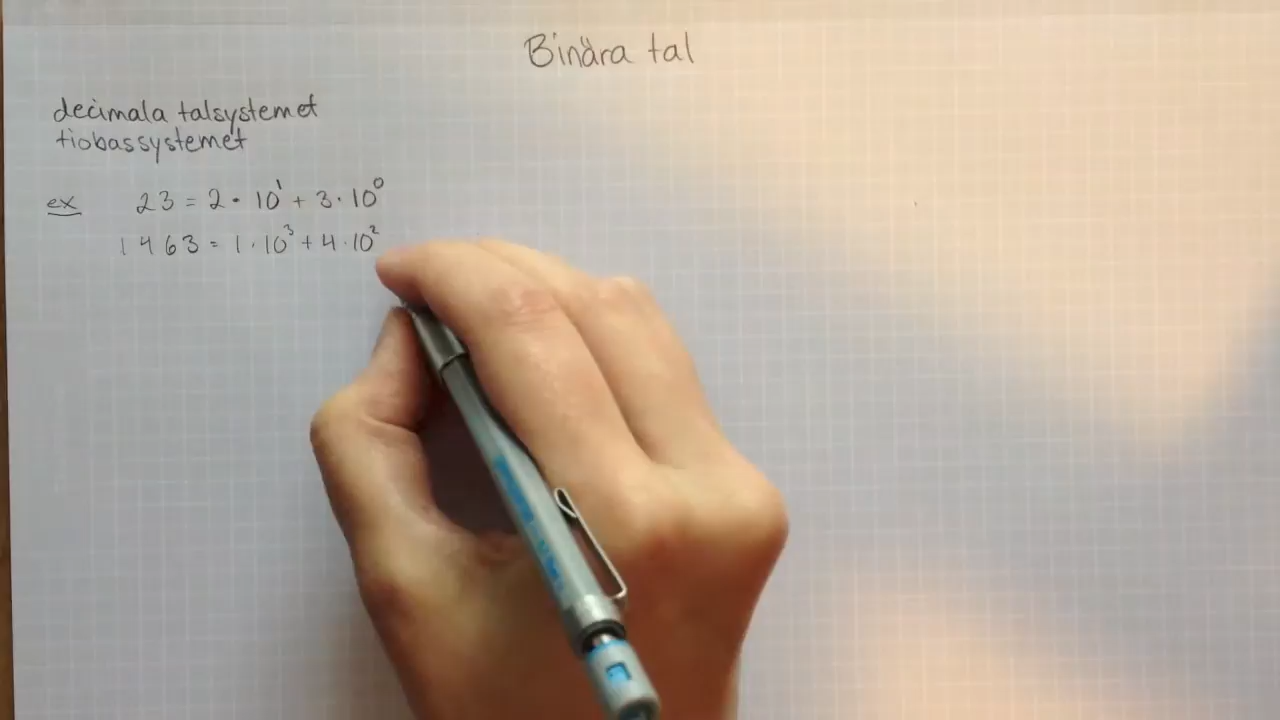 Binära tal
decimala talsystemet
tiobassystemet
ex 23 = 2 · 10¹ + 3 · 10⁰
1463 = 1 · 10³ + 4 · 10²